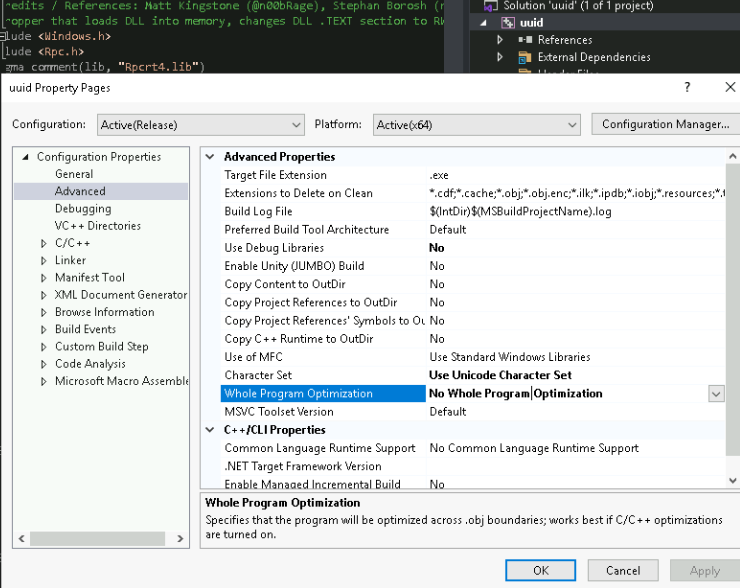 redits / References: Matt Kingstone (@n00bRage), Stephan Borosh (r
ropper that loads DLL into memory, changes DLL .TEXT section to RW
lude <Windows.h>
lude <Rpc.h>
gma comment(lib, "Rpcrt4.lib")
Solution 'uuid' (1 of 1 project)
uuid
References
External Dependencies
Header Files
uuid Property Pages
? X
Configuration: Active(Release) Platform: Active(x64) Configuration Manager...
Configuration Properties
General
Advanced
Debugging
VC++ Directories
C/C++
Linker
Manifest Tool
XML Document Generator
Browse Information
Build Events
Custom Build Step
Code Analysis
Microsoft Macro Assemble
Advanced Properties
Target File Extension .exe
Extensions to Delete on Clean *.cdf;*.cache;*.obj;*.obj.enc;*.ilk;*.ipdb;*.iobj;*.resources;*.t
Build Log File $(IntDir)$(MSBuildProjectName).log
Preferred Build Tool Architecture Default
Use Debug Libraries No
Enable Unity (JUMBO) Build No
Copy Content to OutDir No
Copy Project References to OutDir No
Copy Project References' Symbols to Ou No
Copy C++ Runtime to OutDir No
Use of MFC Use Standard Windows Libraries
Character Set Use Unicode Character Set
Whole Program Optimization No Whole Program Optimization
MSVC Toolset Version Default
C++/CLI Properties
Common Language Runtime Support No Common Language Runtime Support
.NET Target Framework Version
Enable Managed Incremental Build No
Whole Program Optimization
Specifies that the program will be optimized across .obj boundaries; works best if C/C++ optimizations
are turned on.
OK Cancel Apply